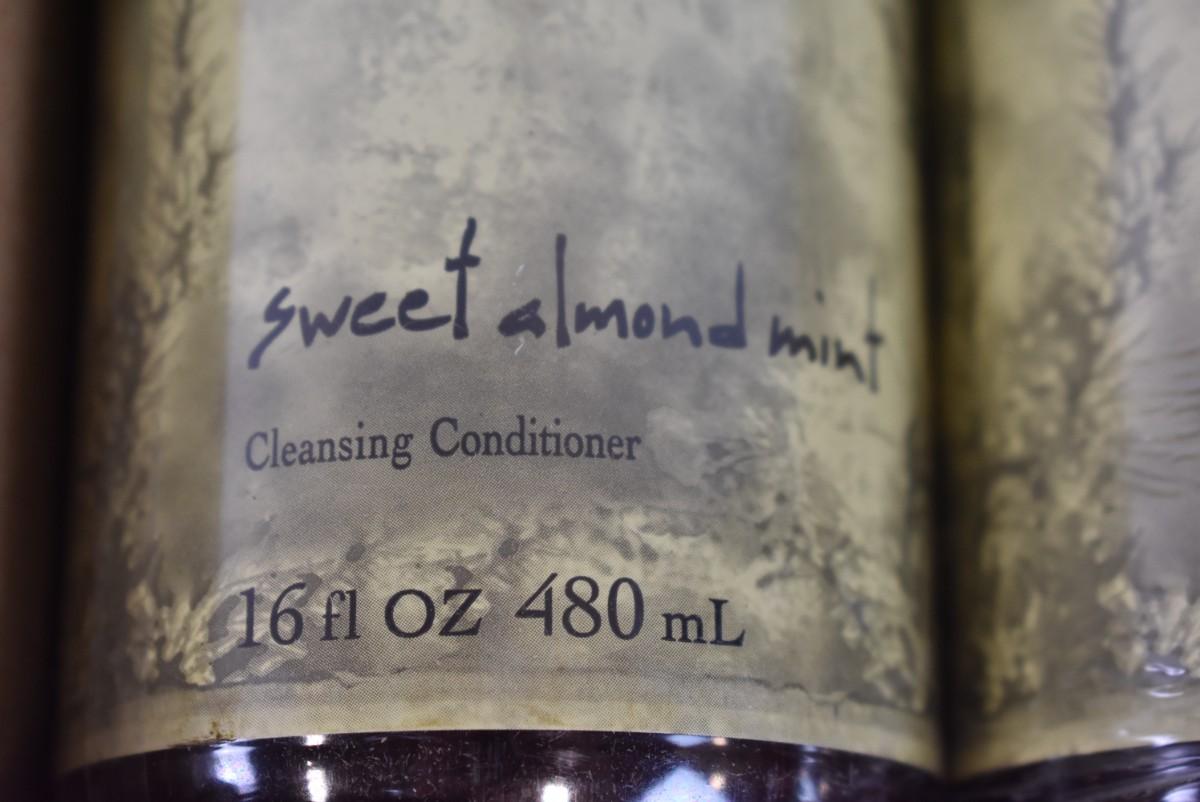 sweet almond mint
Cleansing Conditioner
16 fl oz 480 mL